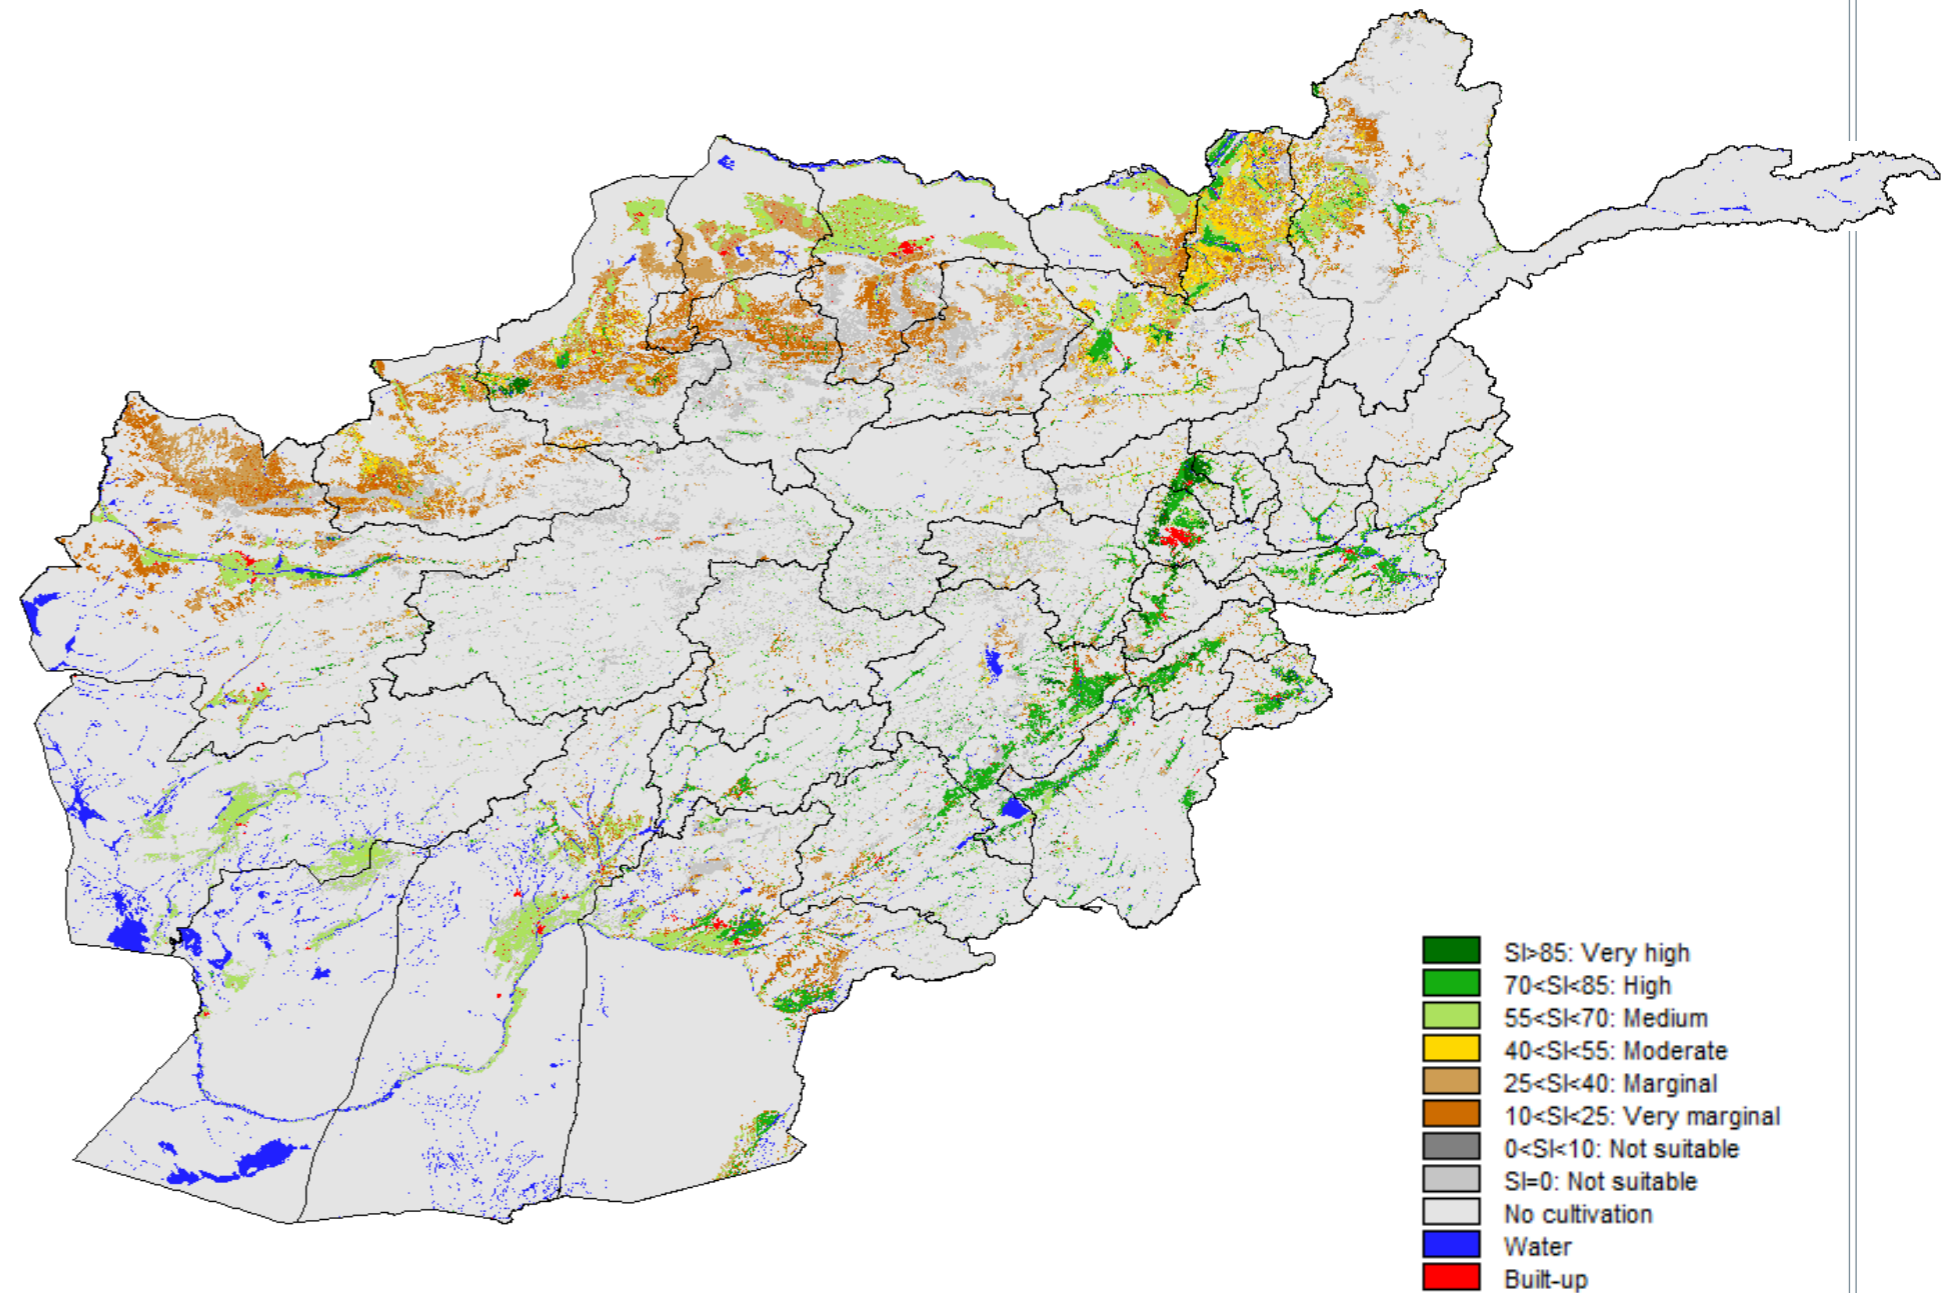 SI>85: Very high
70<SI<85: High
55<SI<70: Medium
40<SI<55: Moderate
25<SI<40: Marginal
10<SI<25: Very marginal
0<SI<10: Not suitable
SI=0: Not suitable
No cultivation
Water
Built-up